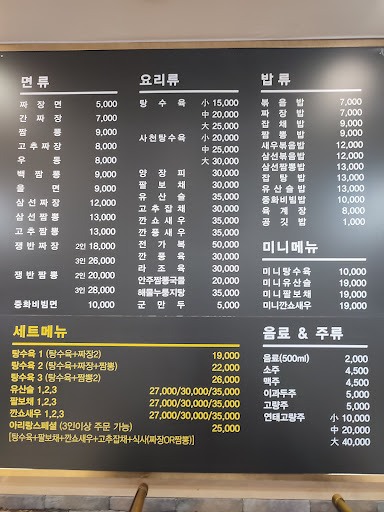 면 류
짜 장 면 5,000
간 짜 장 7,000
짬 뽕 9,000
고추짜장 8,000
우 동 8,000
백 짬 뽕 9,000
울 면 9,000
삼선짜장 12,000
삼선짬뽕 13,000
고추짬뽕 13,000
쟁반짜장 2인 18,000
3인 26,000
쟁반짬뽕 2인 20,000
3인 28,000
중화비빔면 10,000
요리류
탕 수 육 小 15,000
中 20,000
大 25,000
사천탕수육 小 20,000
中 25,000
大 30,000
양 장 피 30,000
팔 보 채 30,000
유 산 슬 35,000
고추잡채 30,000
깐쇼새우 35,000
깐풍새우 35,000
전 가 복 50,000
깐 풍 육 30,000
라 조 육 30,000
안주짬뽕국물 20,000
해물누룽지탕 35,000
군 만 두 5,000
밥 류
볶 음 밥 7,000
짜 장 밥 7,000
잡 채 밥 9,000
짬 뽕 밥 9,000
새우볶음밥 12,000
삼선볶음밥 12,000
삼선짬뽕밥 13,000
잡 탕 밥 13,000
유산슬밥 13,000
중화비빔밥 10,000
육 계 장 8,000
공 깃 밥 1,000
미니메뉴
미니탕수육 10,000
미니유산슬 19,000
미니팔보채 19,000
미니깐쇼새우 19,000
세트메뉴
탕수육 1 (탕수육+짜장2) 19,000
탕수육 2 (탕수육+짜장+짬뽕) 22,000
탕수육 3 (탕수육+짬뽕2) 26,000
유산슬 1,2,3 27,000/30,000/35,000
팔보채 1,2,3 27,000/30,000/35,000
깐쇼새우 1,2,3 27,000/30,000/35,000
아리랑스페셜 (3인이상 주문 가능) 25,000
[탕수육+팔보채+깐쇼새우+고추잡채+식사(짜장OR짬뽕)]
음료 & 주류
음료(500ml) 2,000
소주 4,500
맥주 4,500
이과두주 5,000
고량주 5,000
연태고량주 小 10,000
中 20,000
大 40,000